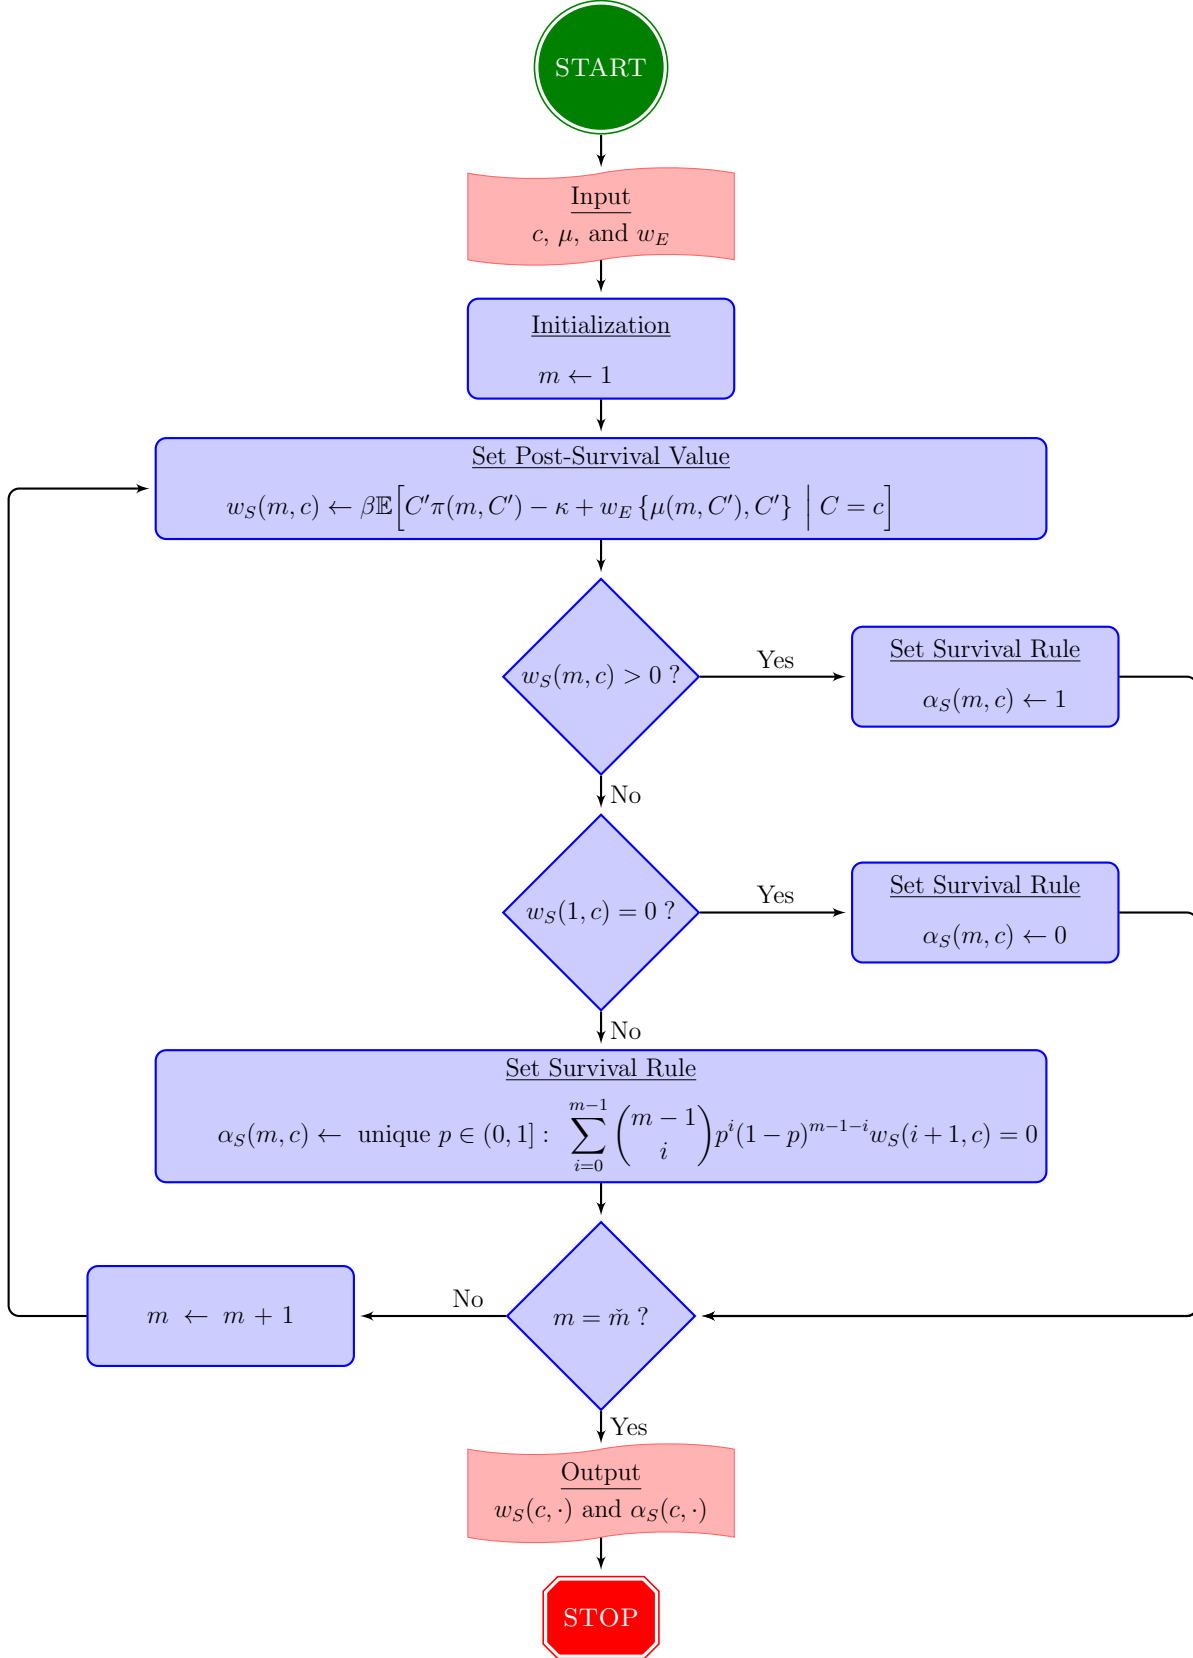 START
Input
c, μ, and w_E
Initialization
m ← 1
Set Post-Survival Value
w_S(m, c) ← β𝔼[C′π(m, C′) − κ + w_E {μ(m, C′), C′} | C = c]
w_S(m, c) > 0 ?
Yes
Set Survival Rule
α_S(m, c) ← 1
No
w_S(1, c) = 0 ?
Yes
Set Survival Rule
α_S(m, c) ← 0
No
Set Survival Rule
α_S(m, c) ← unique p ∈ (0, 1] : ∑_{i=0}^{m−1} \binom{m−1}{i} p^i (1 − p)^{m−1−i} w_S(i + 1, c) = 0
m ← m + 1
No
m = m̌ ?
Yes
Output
w_S(c, ·) and α_S(c, ·)
STOP